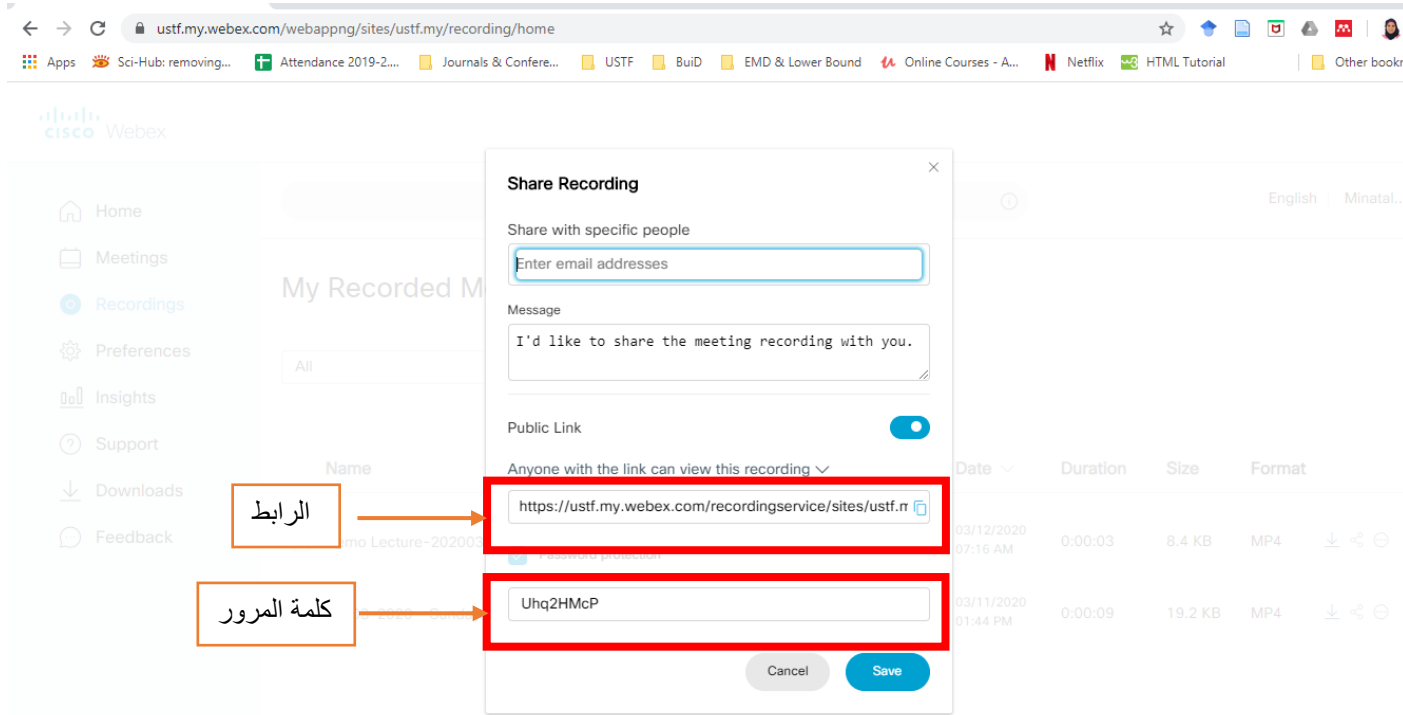 ustf.my.webex.com/webappng/sites/ustf.my/recording/home
Apps Sci-Hub: removing... Attendance 2019-2.... Journals & Confere... USTF BuiD EMD & Lower Bound Online Courses - A... Netflix HTML Tutorial Other bookr
cisco Webex
Share Recording
English Minatal...
Home
Share with specific people
Meetings
Enter email addresses
My Recorded M
Recordings
Message
I'd like to share the meeting recording with you.
Preferences
All
Insights
Public Link
Support
Name
Anyone with the link can view this recording
Date Duration Size Format
Downloads
الرابط
https://ustf.my.webex.com/recordingservice/sites/ustf.m
Feedback
mo Lecture-202003
Password protection
03/12/2020
07:16 AM
0:00:03 8.4 KB MP4
كلمة المرور
Uhq2HMcP
03/11/2020
01:44 PM
0:00:09 19.2 KB MP4
Cancel Save